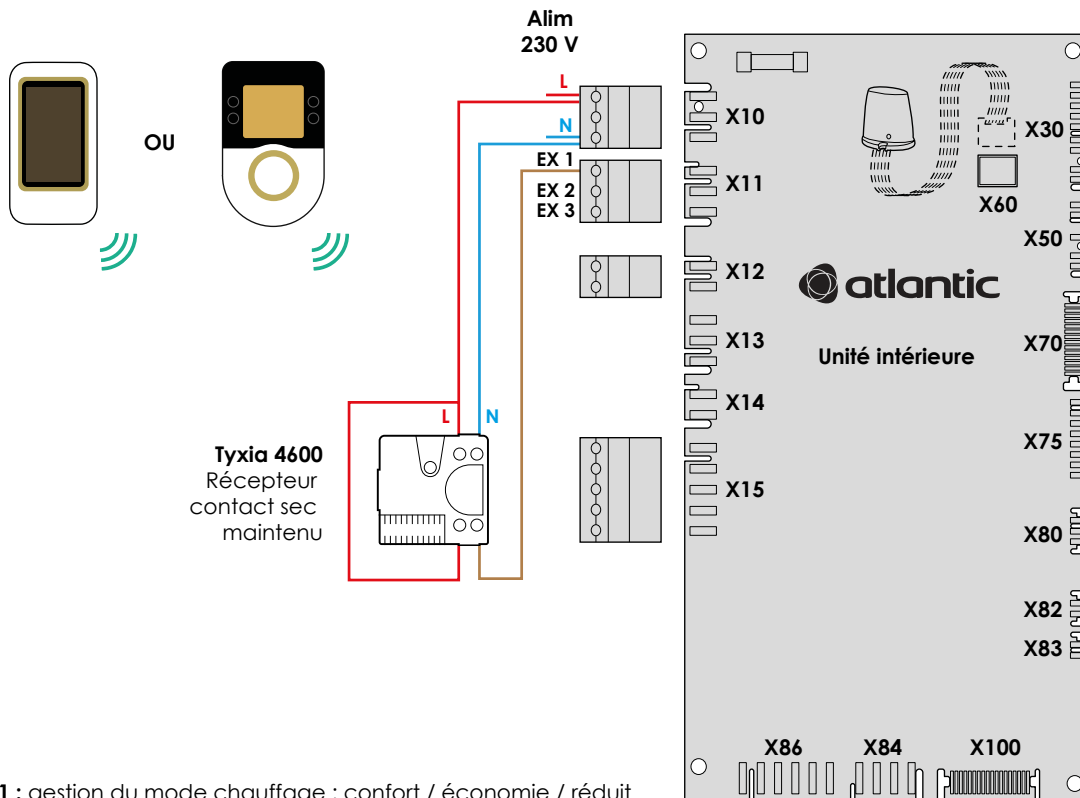 Alim
230 V
L
N
OU
EX 1
EX 2
EX 3
X10
X11
X12
X13
X14
X15
X30
X60
X50
atlantic
Unité intérieure
X70
X75
X80
X82
X83
L
N
Tyxia 4600
Récepteur
contact sec
maintenu
X86
X84
X100
1 : gestion du mode chauffage : confort / économie / réduit